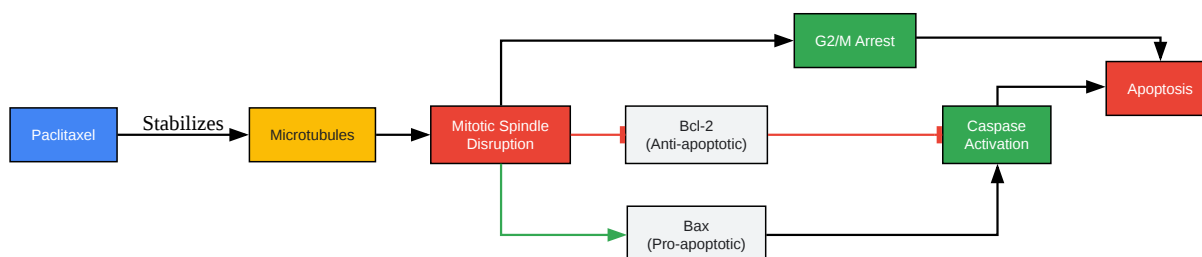 Paclitaxel
Stabilizes
Microtubules
Mitotic Spindle
Disruption
G2/M Arrest
Bcl-2
(Anti-apoptotic)
Bax
(Pro-apoptotic)
Caspase
Activation
Apoptosis